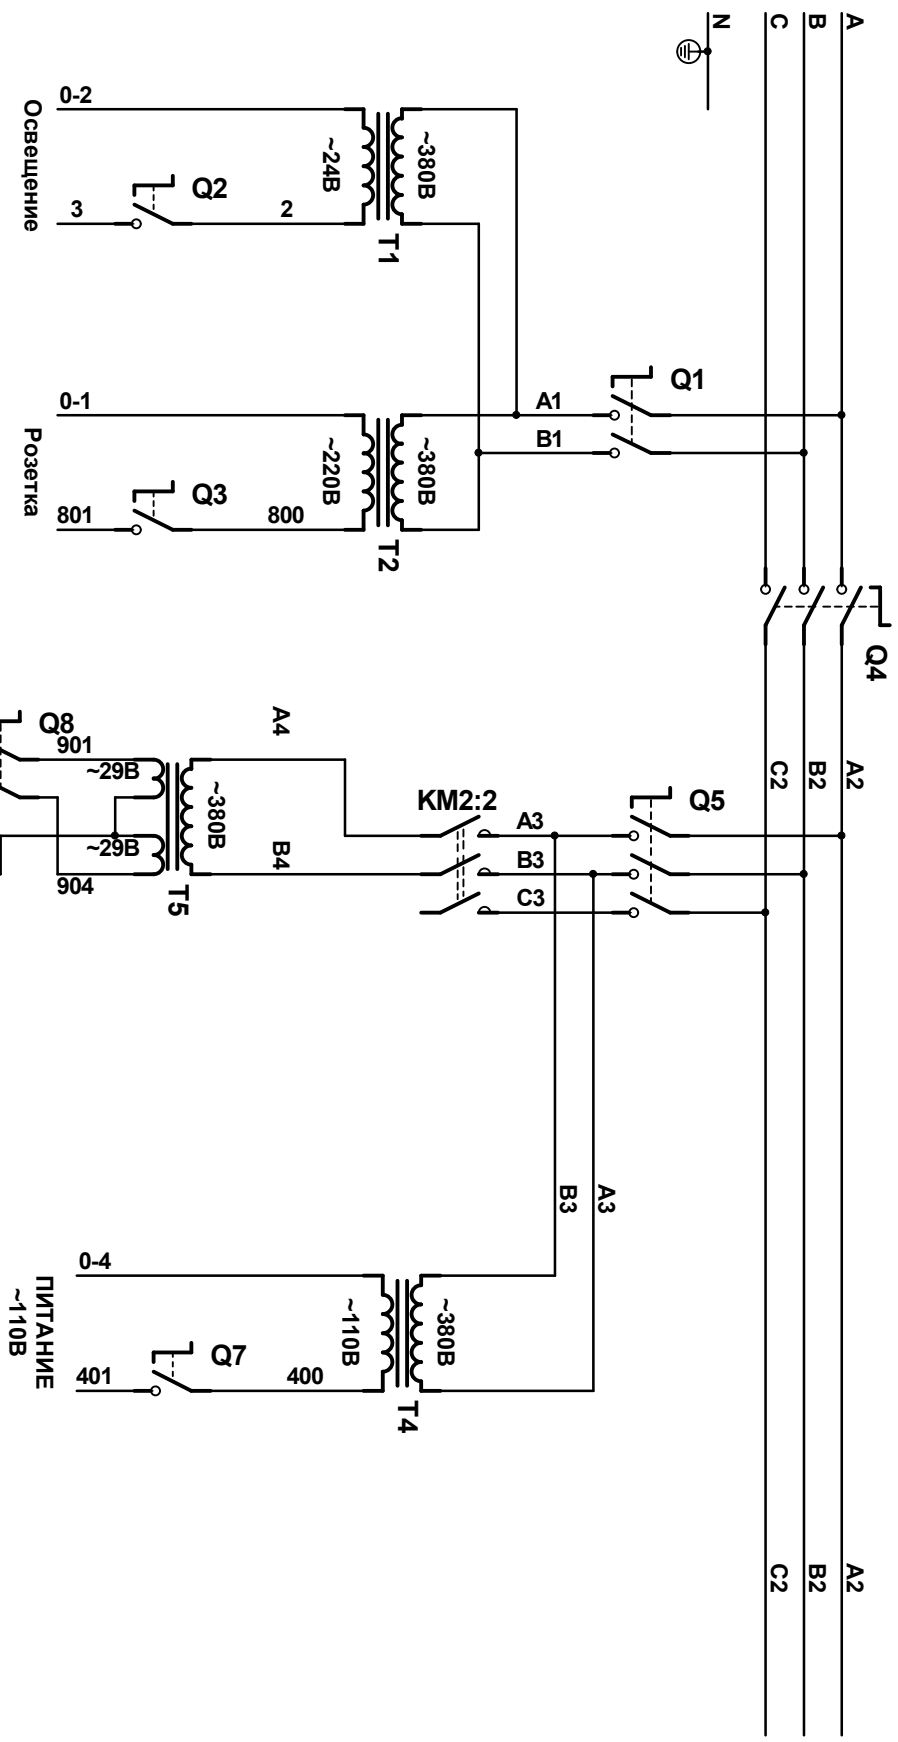 A
B
C
N
0-2
~24В
~380В
Освещение
3
Q2
2
T1
Q1
0-1
A1
B1
~220В
~380В
Розетка
801
Q3
800
T2
Q4
Q8
901
~29В
A4
KM2:2
Q5
A3
B3
C3
C2
B2
A2
~380В
B4
~29В
904
T5
B3
A3
0-4
ПИТАНИЕ
~110В
~110В
~380В
401
Q7
400
T4
C2
B2
A2